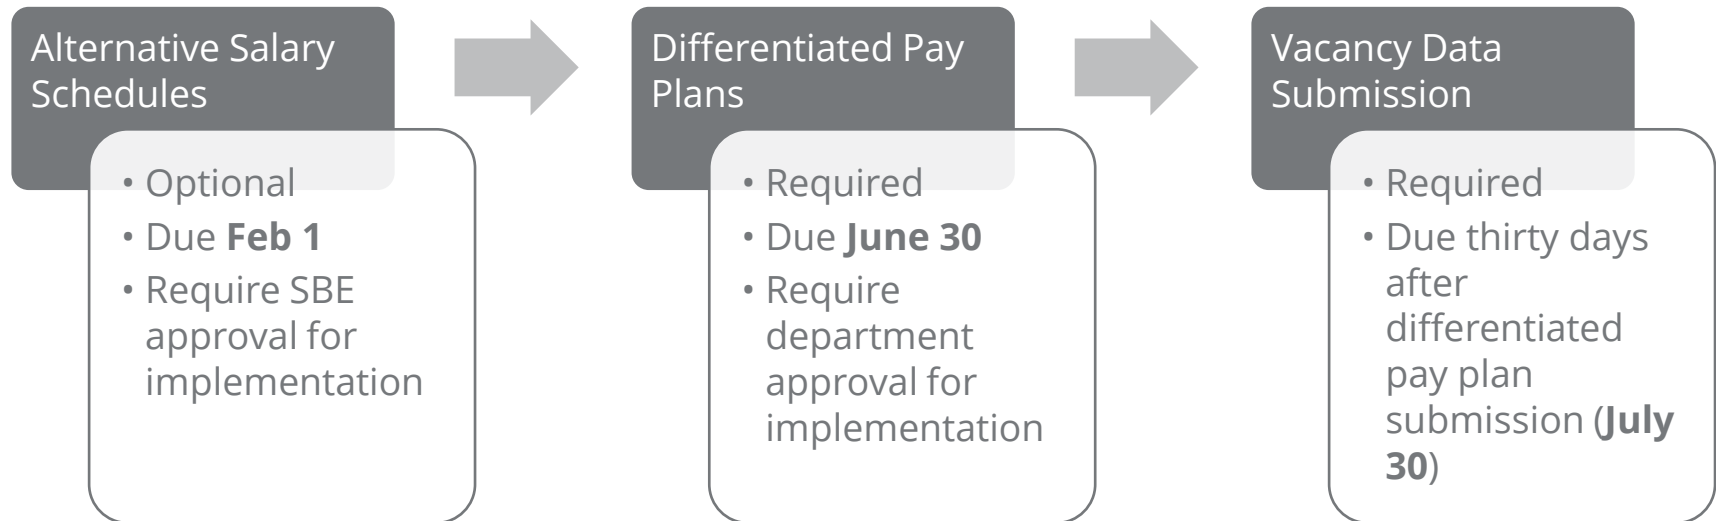 Alternative Salary
Schedules
• Optional
• Due Feb 1
• Require SBE
approval for
implementation
Differentiated Pay
Plans
• Required
• Due June 30
• Require
department
approval for
implementation
Vacancy Data
Submission
• Required
• Due thirty days
after
differentiated
pay plan
submission (July
30)